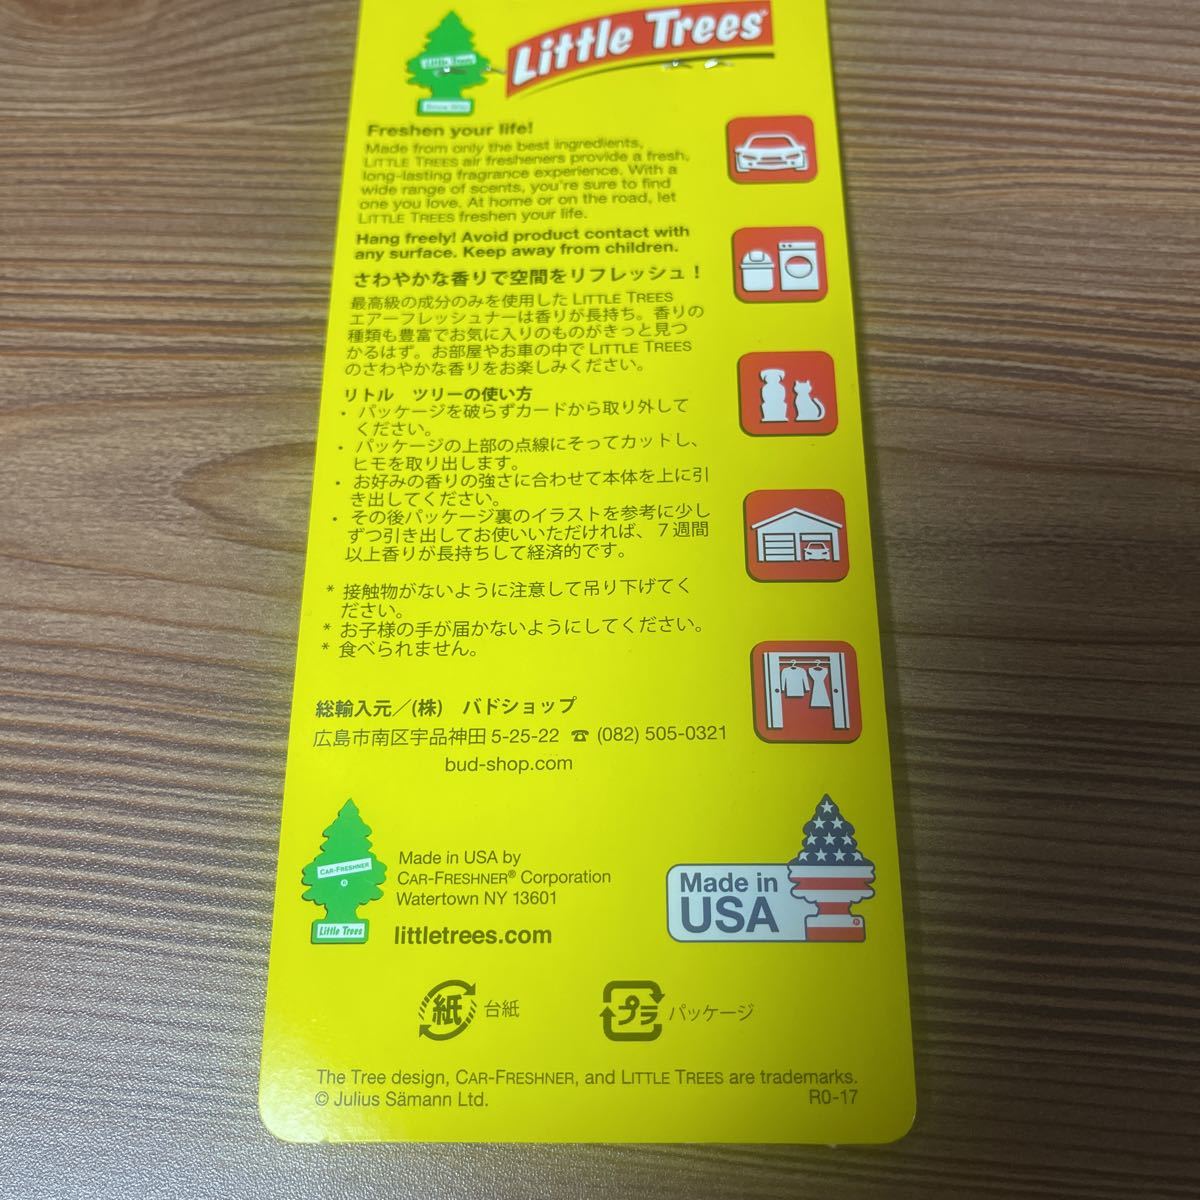 Little Trees
Little Trees®
Since 1952
Freshen your life!
Made from only the best ingredients,
LITTLE TREES air fresheners provide a fresh,
long-lasting fragrance experience. With a
wide range of scents, you're sure to find
one you love. At home or on the road, let
LITTLE TREES freshen your life.
Hang freely! Avoid product contact with
any surface. Keep away from children.
さわやかな香りで空間をリフレッシュ！
最高級の成分のみを使用した LITTLE TREES
エアーフレッシュナーは香りが長持ち。香りの
種類も豊富でお気に入りのものがきっと見つ
かるはず。お部屋やお車の中で LITTLE TREES
のさわやかな香りをお楽しみください。
リトル　ツリーの使い方
・ パッケージを破らずカードから取り外して
ください。
・ パッケージの上部の点線にそってカットし、
ヒモを取り出します。
・ お好みの香りの強さに合わせて本体を上に引
き出してください。
・ その後パッケージ裏のイラストを参考に少し
ずつ引き出してお使いいただければ、７週間
以上香りが長持ちして経済的です。
* 接触物がないように注意して吊り下げてく
ださい。
* お子様の手が届かないようにしてください。
* 食べられません。
総輸入元／(株)　バドショップ
広島市南区宇品神田 5-25-22 ☎ (082) 505-0321
bud-shop.com
CAR-FRESHNER
®
Little Trees
Made in USA by
CAR-FRESHNER® Corporation
Watertown NY 13601
littletrees.com
Made in
USA
®
紙 台紙
プラ パッケージ
The Tree design, CAR-FRESHNER, and LITTLE TREES are trademarks.
© Julius Sämann Ltd.
R0-17